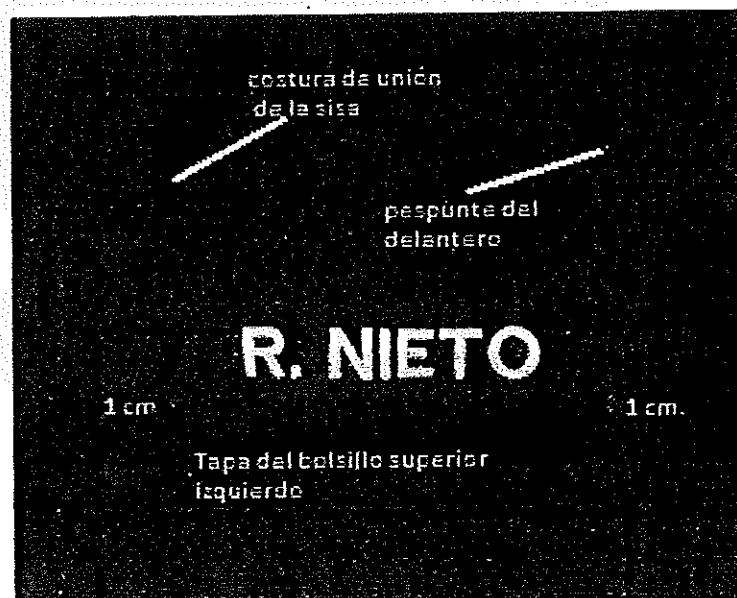 costura de unión
de la sisa
pespunte del
delantero
R. NIETO
1 cm
1 cm.
Tapa del bolsillo superior
izquierdo